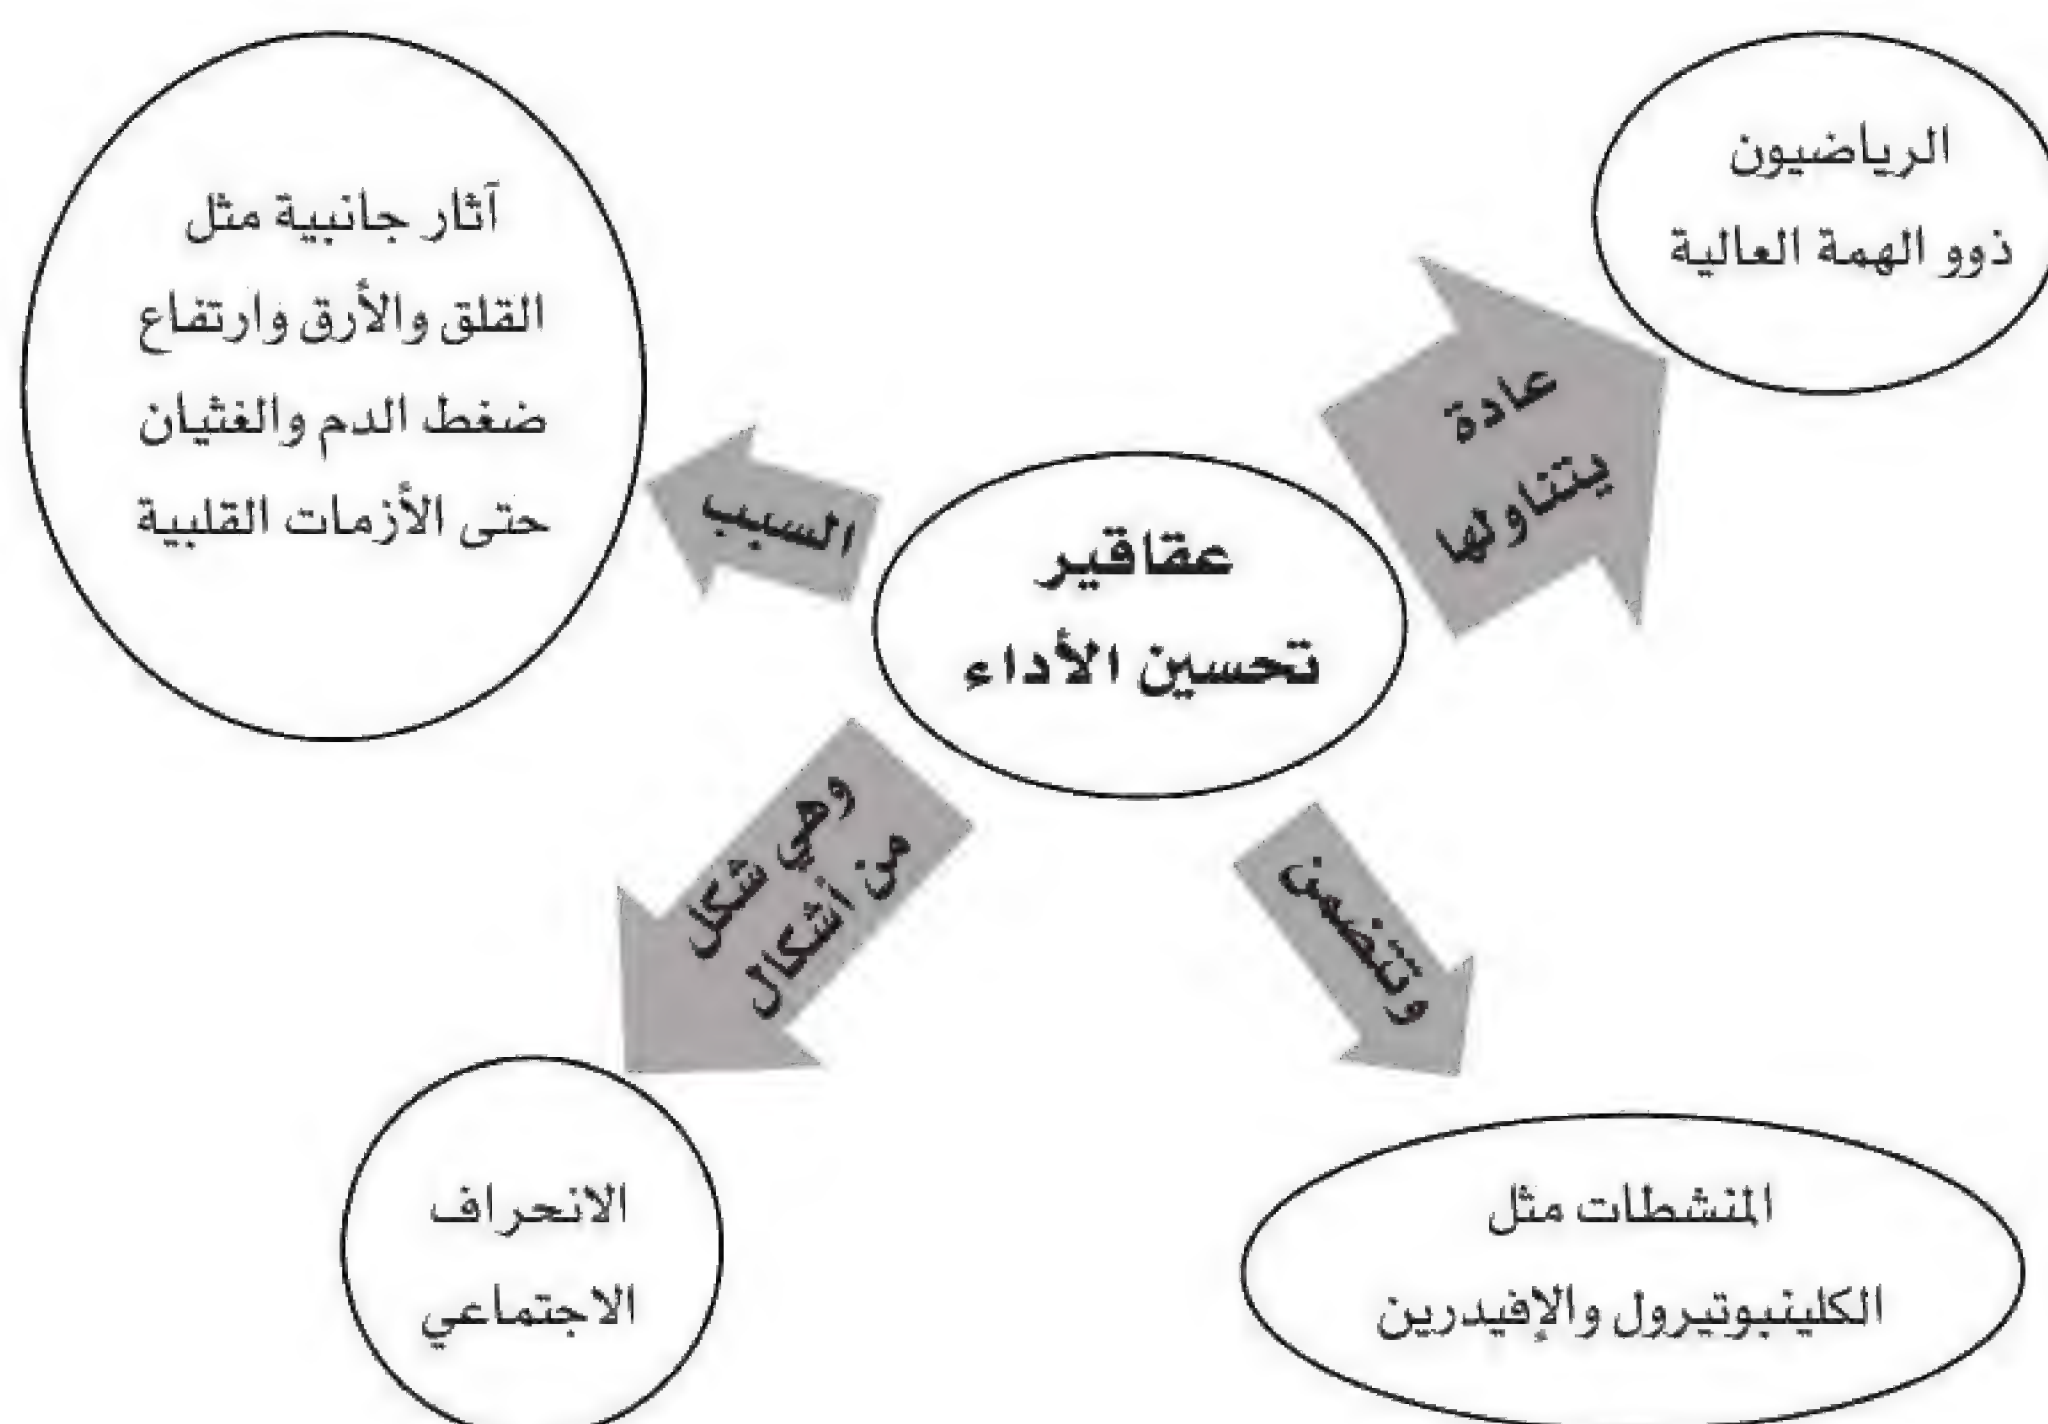 الرياضيون
ذوو الهمة العالية
عادة
يتناولها
آثار جانبية مثل
القلق والأرق وارتفاع
ضغط الدم والغثيان
حتى الأزمات القلبية
السبب
عقاقير
تحسين الأداء
وهي شكل
من أشكال
وتتضمن
المنشطات مثل
الكلينبوتيرول والإفيدرين
الانحراف
الاجتماعي